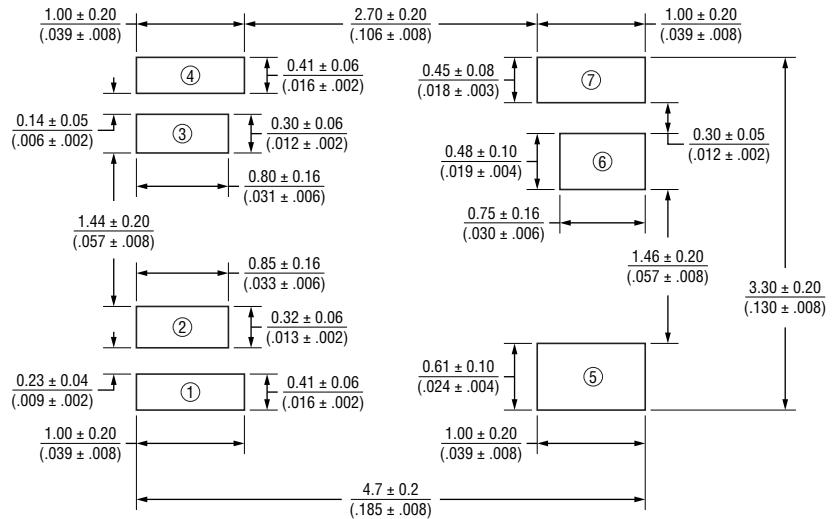 1.00 ± 0.20
(.039 ± .008)
2.70 ± 0.20
(.106 ± .008)
1.00 ± 0.20
(.039 ± .008)
4
0.41 ± 0.06
(.016 ± .002)
0.45 ± 0.08
(.018 ± .003)
7
0.14 ± 0.05
(.006 ± .002)
3
0.30 ± 0.06
(.012 ± .002)
0.48 ± 0.10
(.019 ± .004)
6
0.30 ± 0.05
(.012 ± .002)
0.80 ± 0.16
(.031 ± .006)
0.75 ± 0.16
(.030 ± .006)
1.44 ± 0.20
(.057 ± .008)
1.46 ± 0.20
(.057 ± .008)
3.30 ± 0.20
(.130 ± .008)
0.85 ± 0.16
(.033 ± .006)
2
0.32 ± 0.06
(.013 ± .002)
0.61 ± 0.10
(.024 ± .004)
5
0.23 ± 0.04
(.009 ± .002)
1
0.41 ± 0.06
(.016 ± .002)
1.00 ± 0.20
(.039 ± .008)
1.00 ± 0.20
(.039 ± .008)
4.7 ± 0.2
(.185 ± .008)